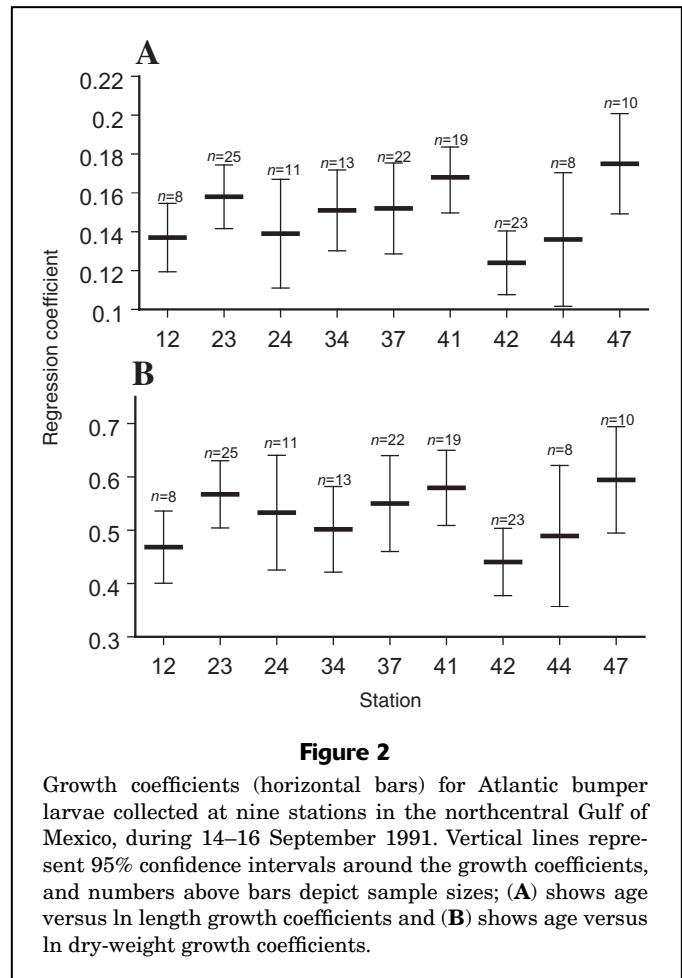 A
0.22
0.2
0.18
0.16
0.14
0.12
0.1
n=8
n=25
n=11
n=13
n=22
n=19
n=23
n=8
n=10
12 23 24 34 37 41 42 44 47
Regression coefficient
B
0.7
0.6
0.5
0.4
0.3
n=8
n=25
n=11
n=13
n=22
n=19
n=23
n=8
n=10
12 23 24 34 37 41 42 44 47
Station
Figure 2
Growth coefficients (horizontal bars) for Atlantic bumper
larvae collected at nine stations in the northcentral Gulf of
Mexico, during 14–16 September 1991. Vertical lines repre-
sent 95% confidence intervals around the growth coefficients,
and numbers above bars depict sample sizes; (A) shows age
versus ln length growth coefficients and (B) shows age versus
ln dry-weight growth coefficients.